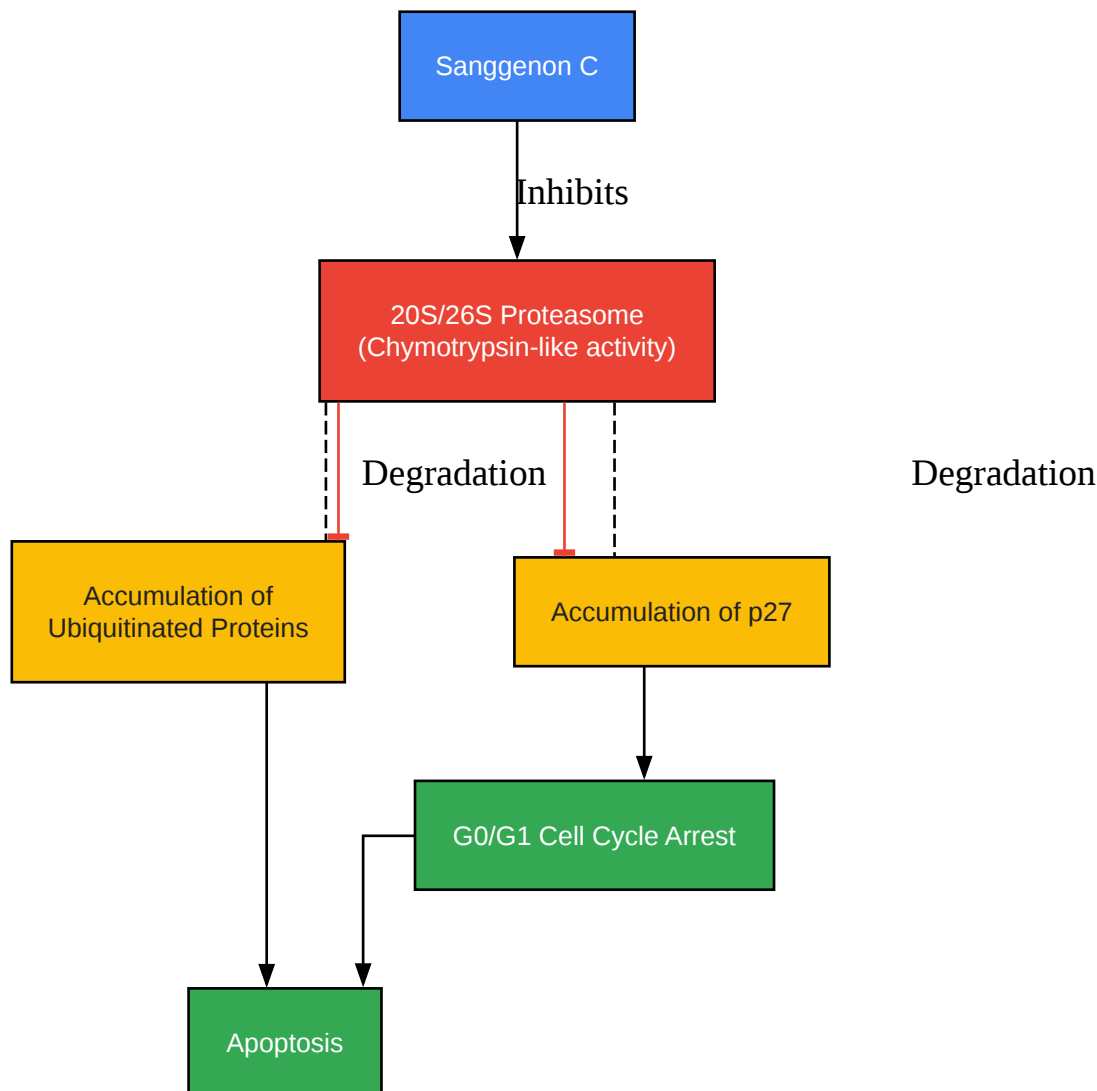 Sanggenon C
Inhibits
20S/26S Proteasome
(Chymotrypsin-like activity)
Degradation
Degradation
Accumulation of
Ubiquitinated Proteins
Accumulation of p27
G0/G1 Cell Cycle Arrest
Apoptosis